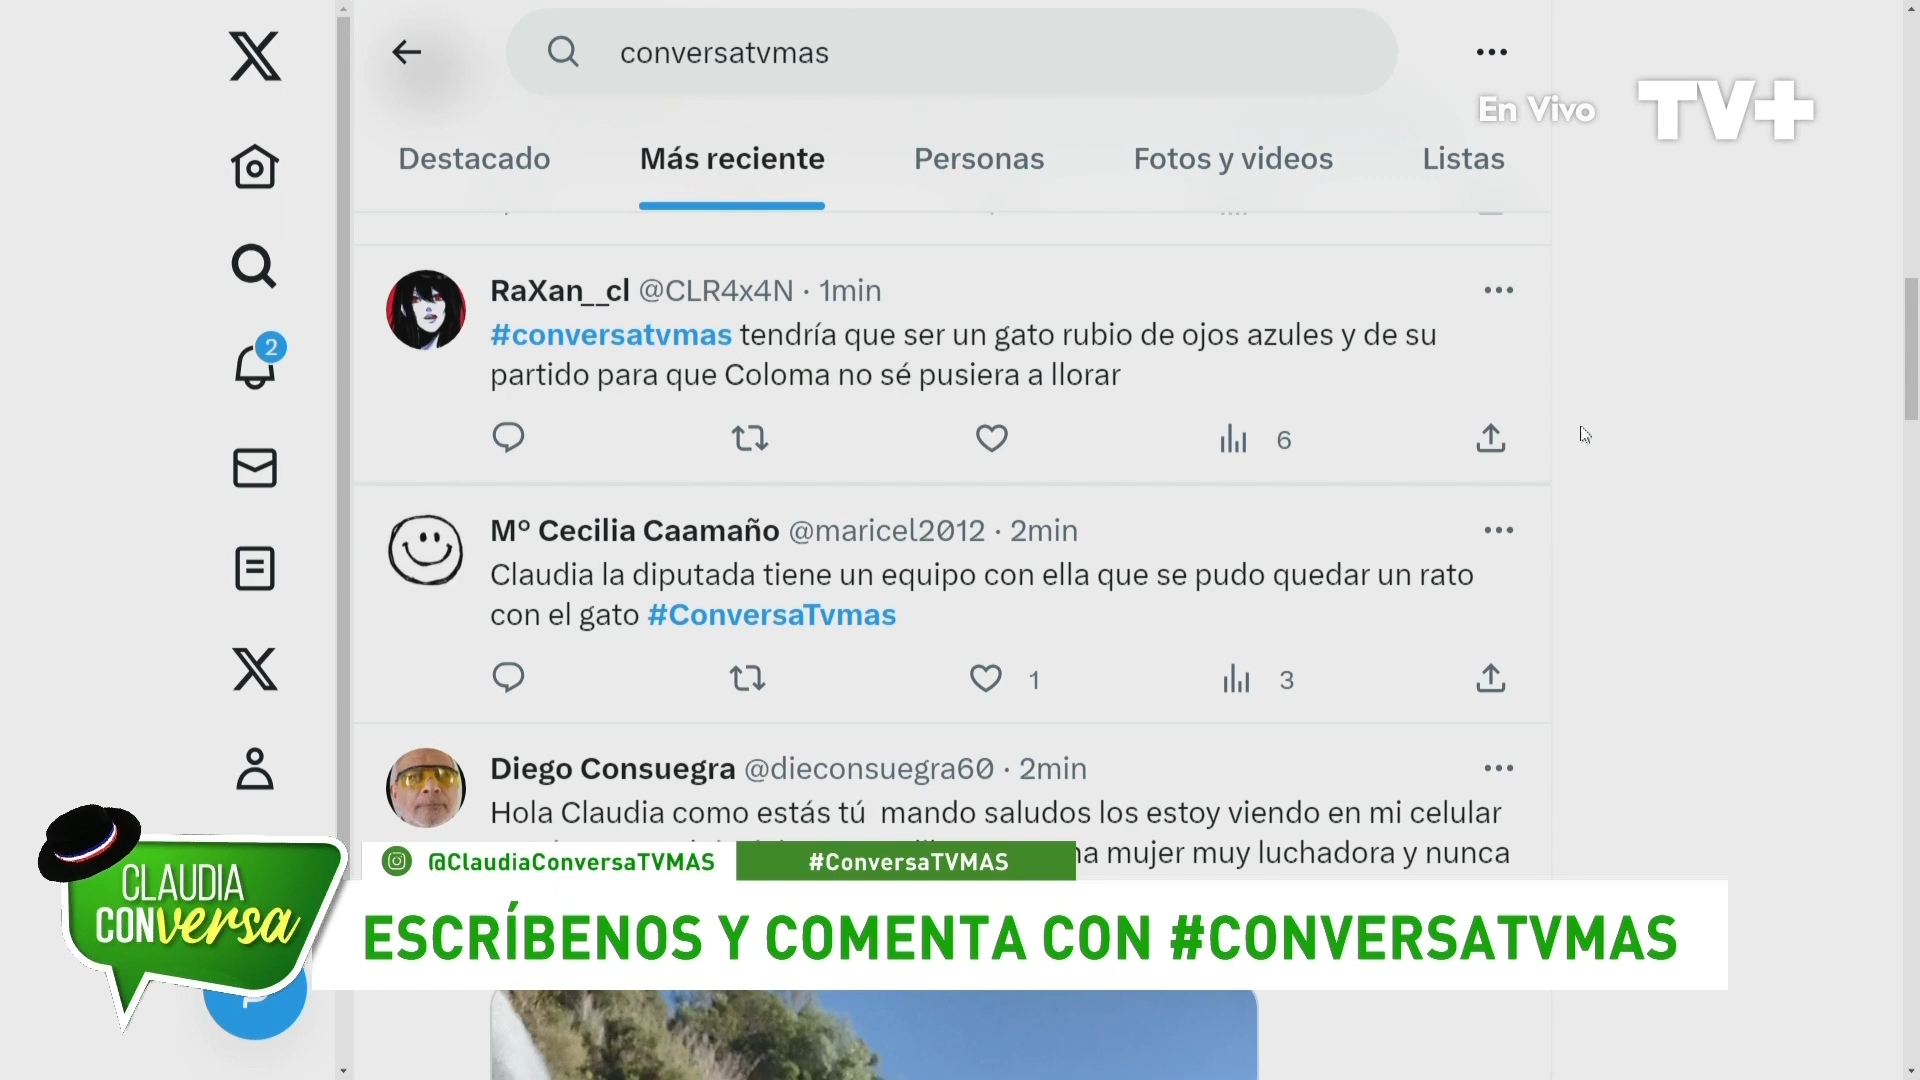 conversatvmas
En Vivo TV+
Destacado Más reciente Personas Fotos y videos Listas
RaXan__cl @CLR4x4N · 1min
#conversatvmas tendría que ser un gato rubio de ojos azules y de su
partido para que Coloma no sé pusiera a llorar
6
2
M° Cecilia Caamaño @maricel2012 · 2min
Claudia la diputada tiene un equipo con ella que se pudo quedar un rato
con el gato #ConversaTvmas
1 3
Diego Consuegra @dieconsuegra60 · 2min
Hola Claudia como estás tú mando saludos los estoy viendo en mi celular
mujer muy luchadora y nunca
@ClaudiaConversaTVMAS #ConversaTVMAS
CLAUDIA
CONversa
ESCRÍBENOS Y COMENTA CON #CONVERSATVMAS